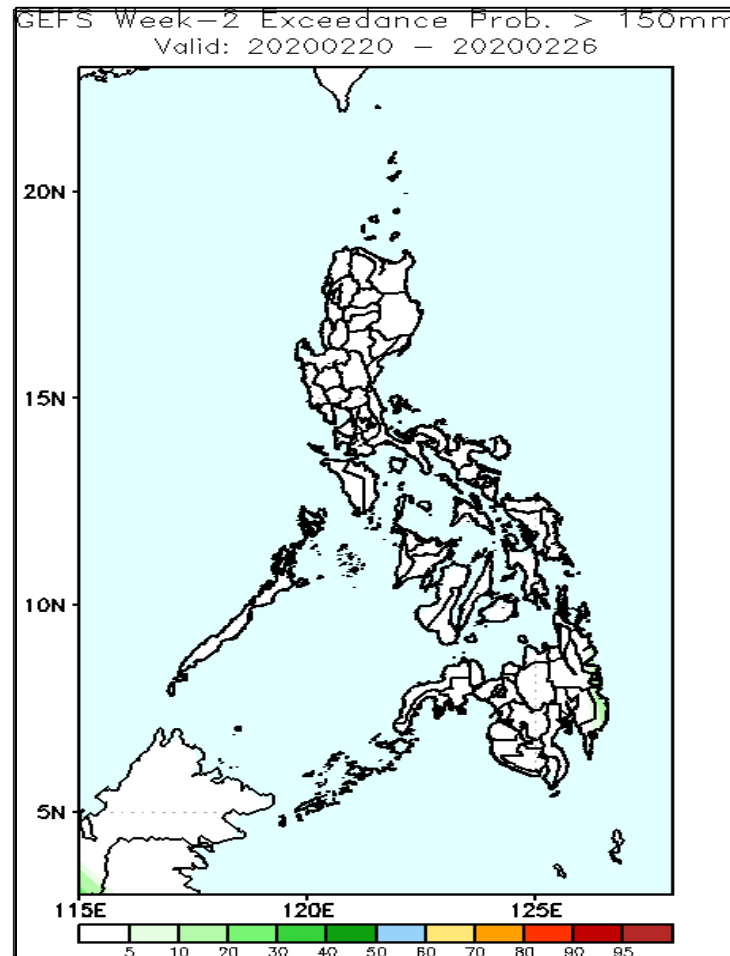 GEFS Week-2 Exceedance Prob. > 150mm
Valid: 20200220 - 20200226
20N
15N
10N
5N
115E 120E 125E
5 10 20 30 40 50 60 70 80 90 95